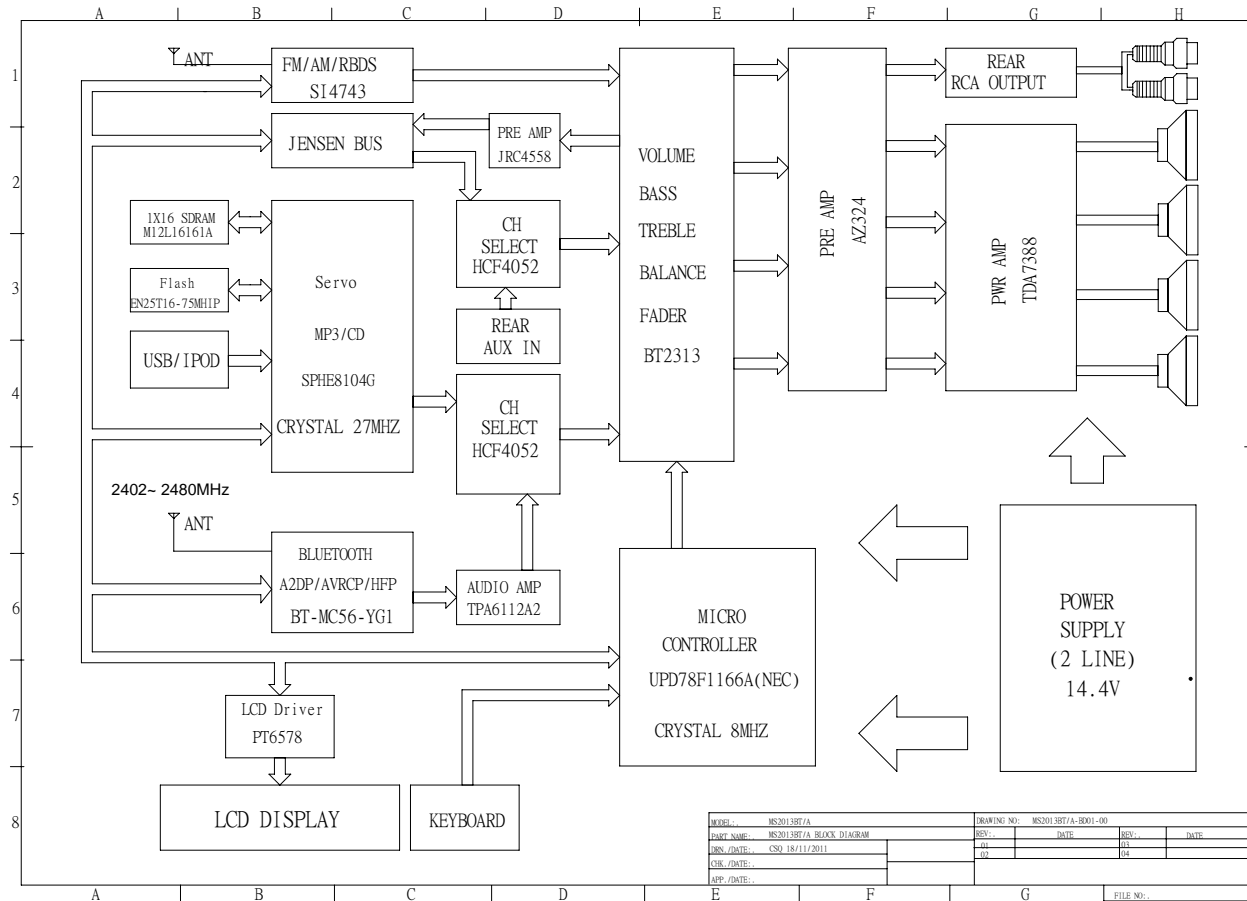 A B C D E F G H
1
2
3
4
5
6
7
8
ANT
FM/AM/RBDS
SI4743
JENSEN BUS
PRE AMP
JRC4558
1X16 SDRAM
M12L16161A
Flash
EN25T16-75MHIP
USB/IPOD
Servo
MP3/CD
SPHE8104G
CRYSTAL 27MHZ
CH
SELECT
HCF4052
REAR
AUX IN
CH
SELECT
HCF4052
VOLUME
BASS
TREBLE
BALANCE
FADER
BT2313
PRE AMP
AZ324
REAR
RCA OUTPUT
PWR AMP
TDA7388
2402~ 2480MHz
ANT
BLUETOOTH
A2DP/AVRCP/HFP
BT-MC56-YG1
AUDIO AMP
TPA6112A2
MICRO
CONTROLLER
UPD78F1166A(NEC)
CRYSTAL 8MHZ
POWER
SUPPLY
(2 LINE)
14.4V
LCD Driver
PT6578
LCD DISPLAY
KEYBOARD
MODEL:. MS2013BT/A
PART NAME:. MS2013BT/A BLOCK DIAGRAM
DRN./DATE:. CSQ 18/11/2011
CHK./DATE:.
APP./DATE:.
DRAWING NO: MS2013BT/A-BD01-00
REV:. DATE REV:. DATE
01 03
02 04
FILE NO:.
A B C D E F G